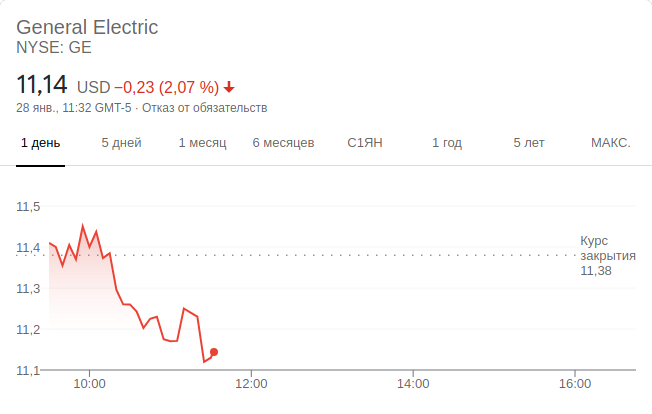 General Electric
NYSE: GE
11,14 USD −0,23 (2,07 %)
28 янв., 11:32 GMT-5 · Отказ от обязательств
1 день 5 дней 1 месяц 6 месяцев С1ЯН 1 год 5 лет МАКС.
11,5
11,4
11,3
11,2
11,1
Курс
закрытия
11,38
10:00 12:00 14:00 16:00